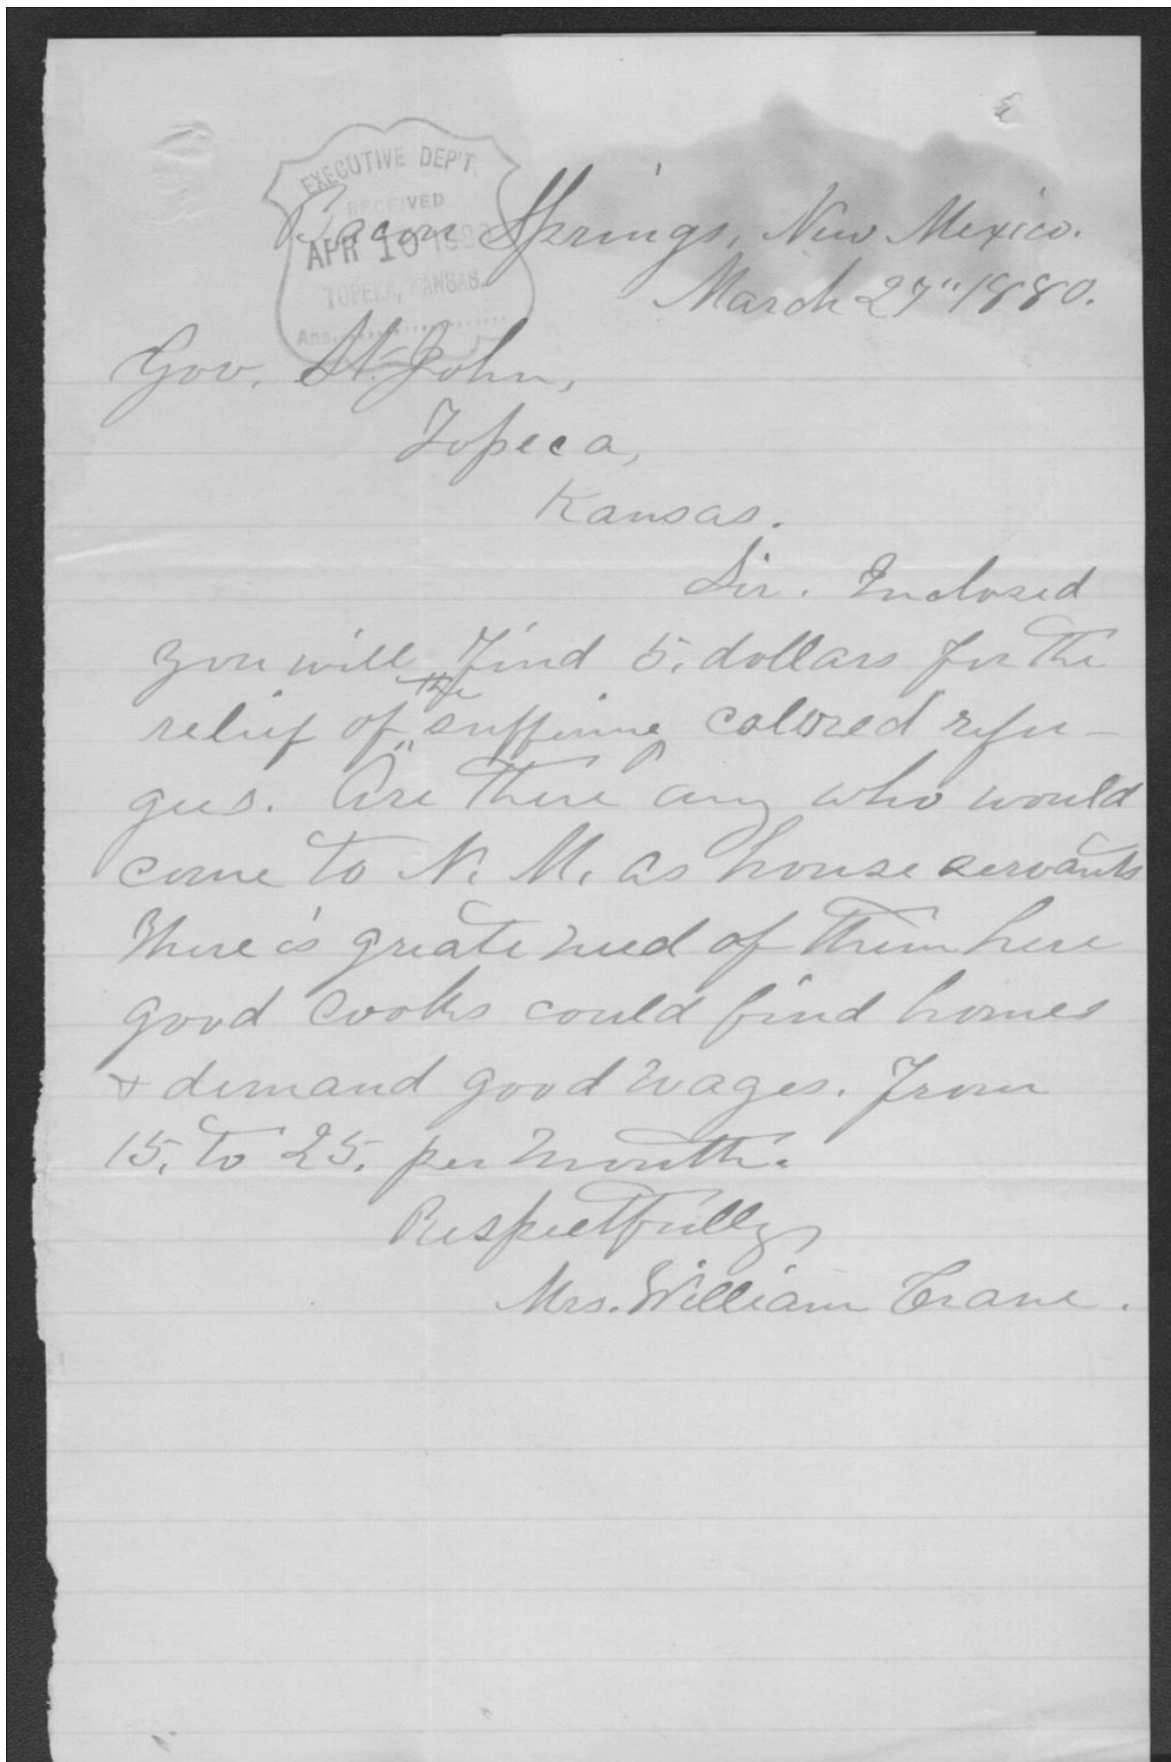 EXECUTIVE DEP'T.
RECEIVED
APR 10 1880
TOPEKA, KANSAS.
Ans.
Springs, New Mexico.
March 27" 1880.
Gov. St. John,
Topeca,
Kansas.
Sir. Inclosed
you will find 5. dollars for the
relief of the suffering colored refu-
gees. Are there any who would
come to N. M. as house servants
There is greate need of them here
good cooks could find homes
& demand good wages. From
15. to 25. per month.
Respectfully
Mrs. William Crane.